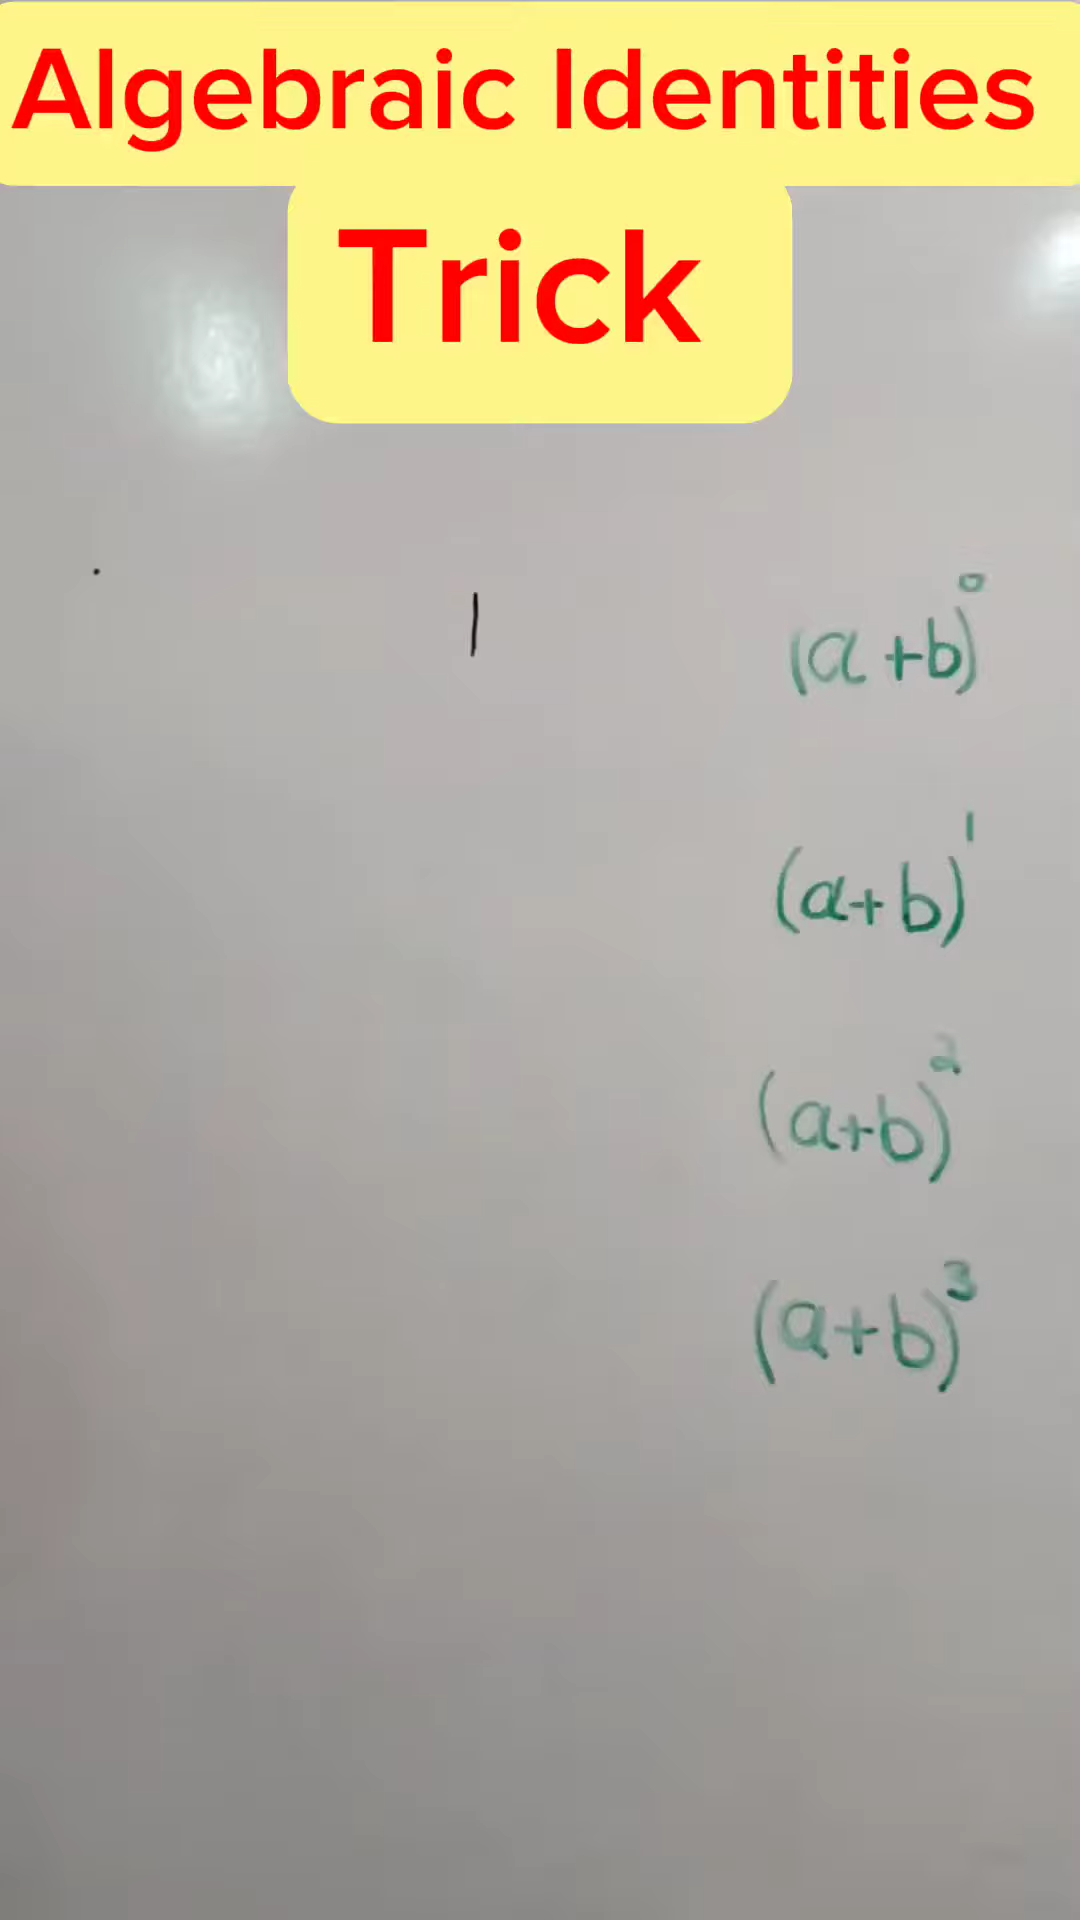 Algebraic Identities
Trick
1 (a+b)⁰
(a+b)¹
(a+b)²
(a+b)³